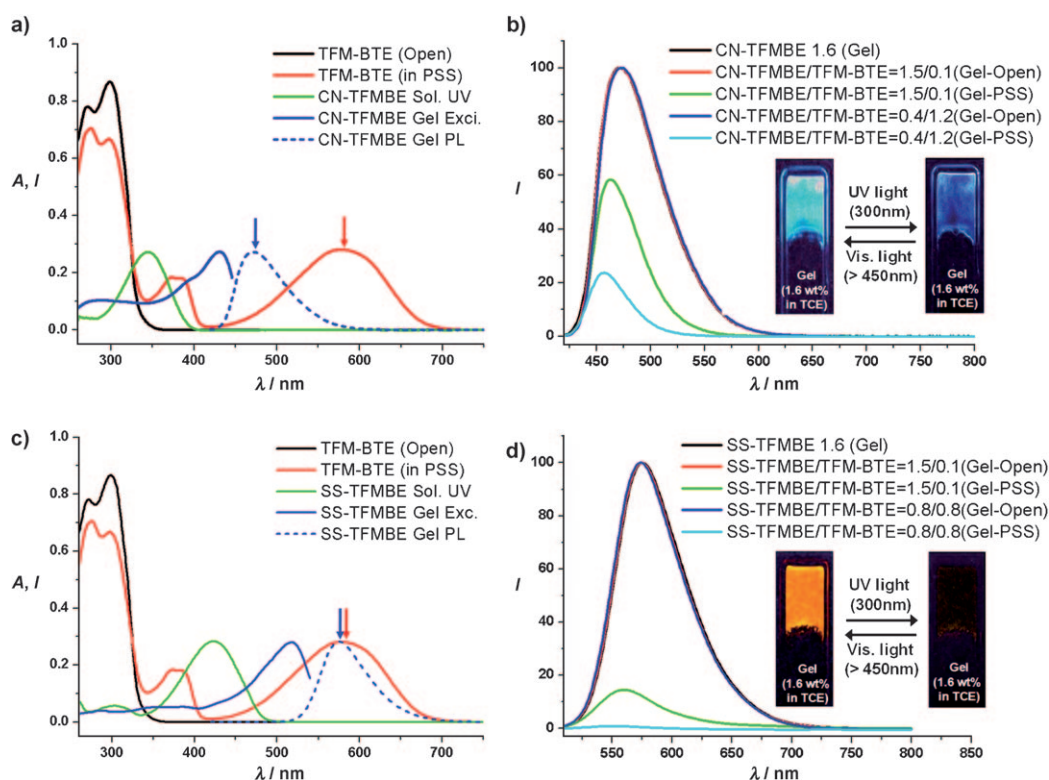 a)
A, I
1.0
0.8
0.6
0.4
0.2
0.0
TFM-BTE (Open)
TFM-BTE (in PSS)
CN-TFMBE Sol. UV
CN-TFMBE Gel Exci.
CN-TFMBE Gel PL
300 400 500 600 700
λ / nm
b)
I
100
80
60
40
20
0
CN-TFMBE 1.6 (Gel)
CN-TFMBE/TFM-BTE=1.5/0.1(Gel-Open)
CN-TFMBE/TFM-BTE=1.5/0.1(Gel-PSS)
CN-TFMBE/TFM-BTE=0.4/1.2(Gel-Open)
CN-TFMBE/TFM-BTE=0.4/1.2(Gel-PSS)
UV light
(300nm)
Vis. light
(> 450nm)
Gel
(1.6 wt%
in TCE)
Gel
(1.6 wt%
in TCE)
450 500 550 600 650 700 750 800
λ / nm
c)
A, I
1.0
0.8
0.6
0.4
0.2
0.0
TFM-BTE (Open)
TFM-BTE (in PSS)
SS-TFMBE Sol. UV
SS-TFMBE Gel Exc.
SS-TFMBE Gel PL
300 400 500 600 700
λ / nm
d)
I
100
80
60
40
20
0
SS-TFMBE 1.6 (Gel)
SS-TFMBE/TFM-BTE=1.5/0.1(Gel-Open)
SS-TFMBE/TFM-BTE=1.5/0.1(Gel-PSS)
SS-TFMBE/TFM-BTE=0.8/0.8(Gel-Open)
SS-TFMBE/TFM-BTE=0.8/0.8(Gel-PSS)
UV light
(300nm)
Vis. light
(> 450nm)
Gel
(1.6 wt%
in TCE)
Gel
(1.6 wt%
in TCE)
550 600 650 700 750 800 850
λ / nm